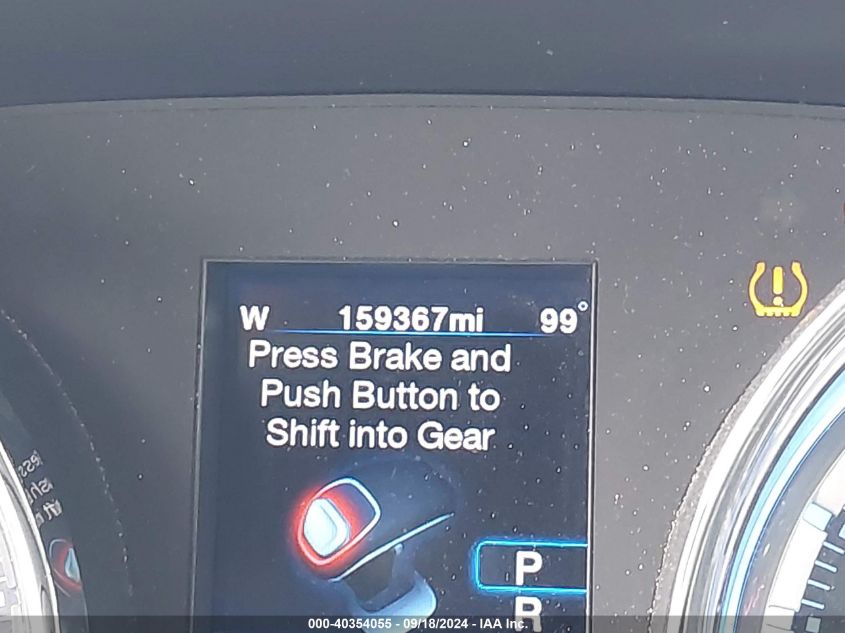 W 159367mi 99°
Press Brake and
Push Button to
Shift into Gear
P
R
000-40354055 - 09/18/2024 - IAA Inc.